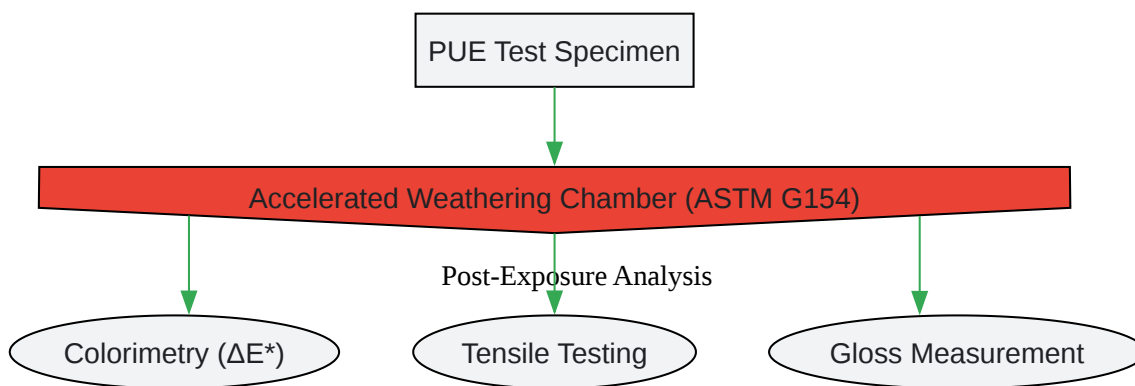 PUE Test Specimen
Accelerated Weathering Chamber (ASTM G154)
Post-Exposure Analysis
Colorimetry (ΔE*)
Tensile Testing
Gloss Measurement